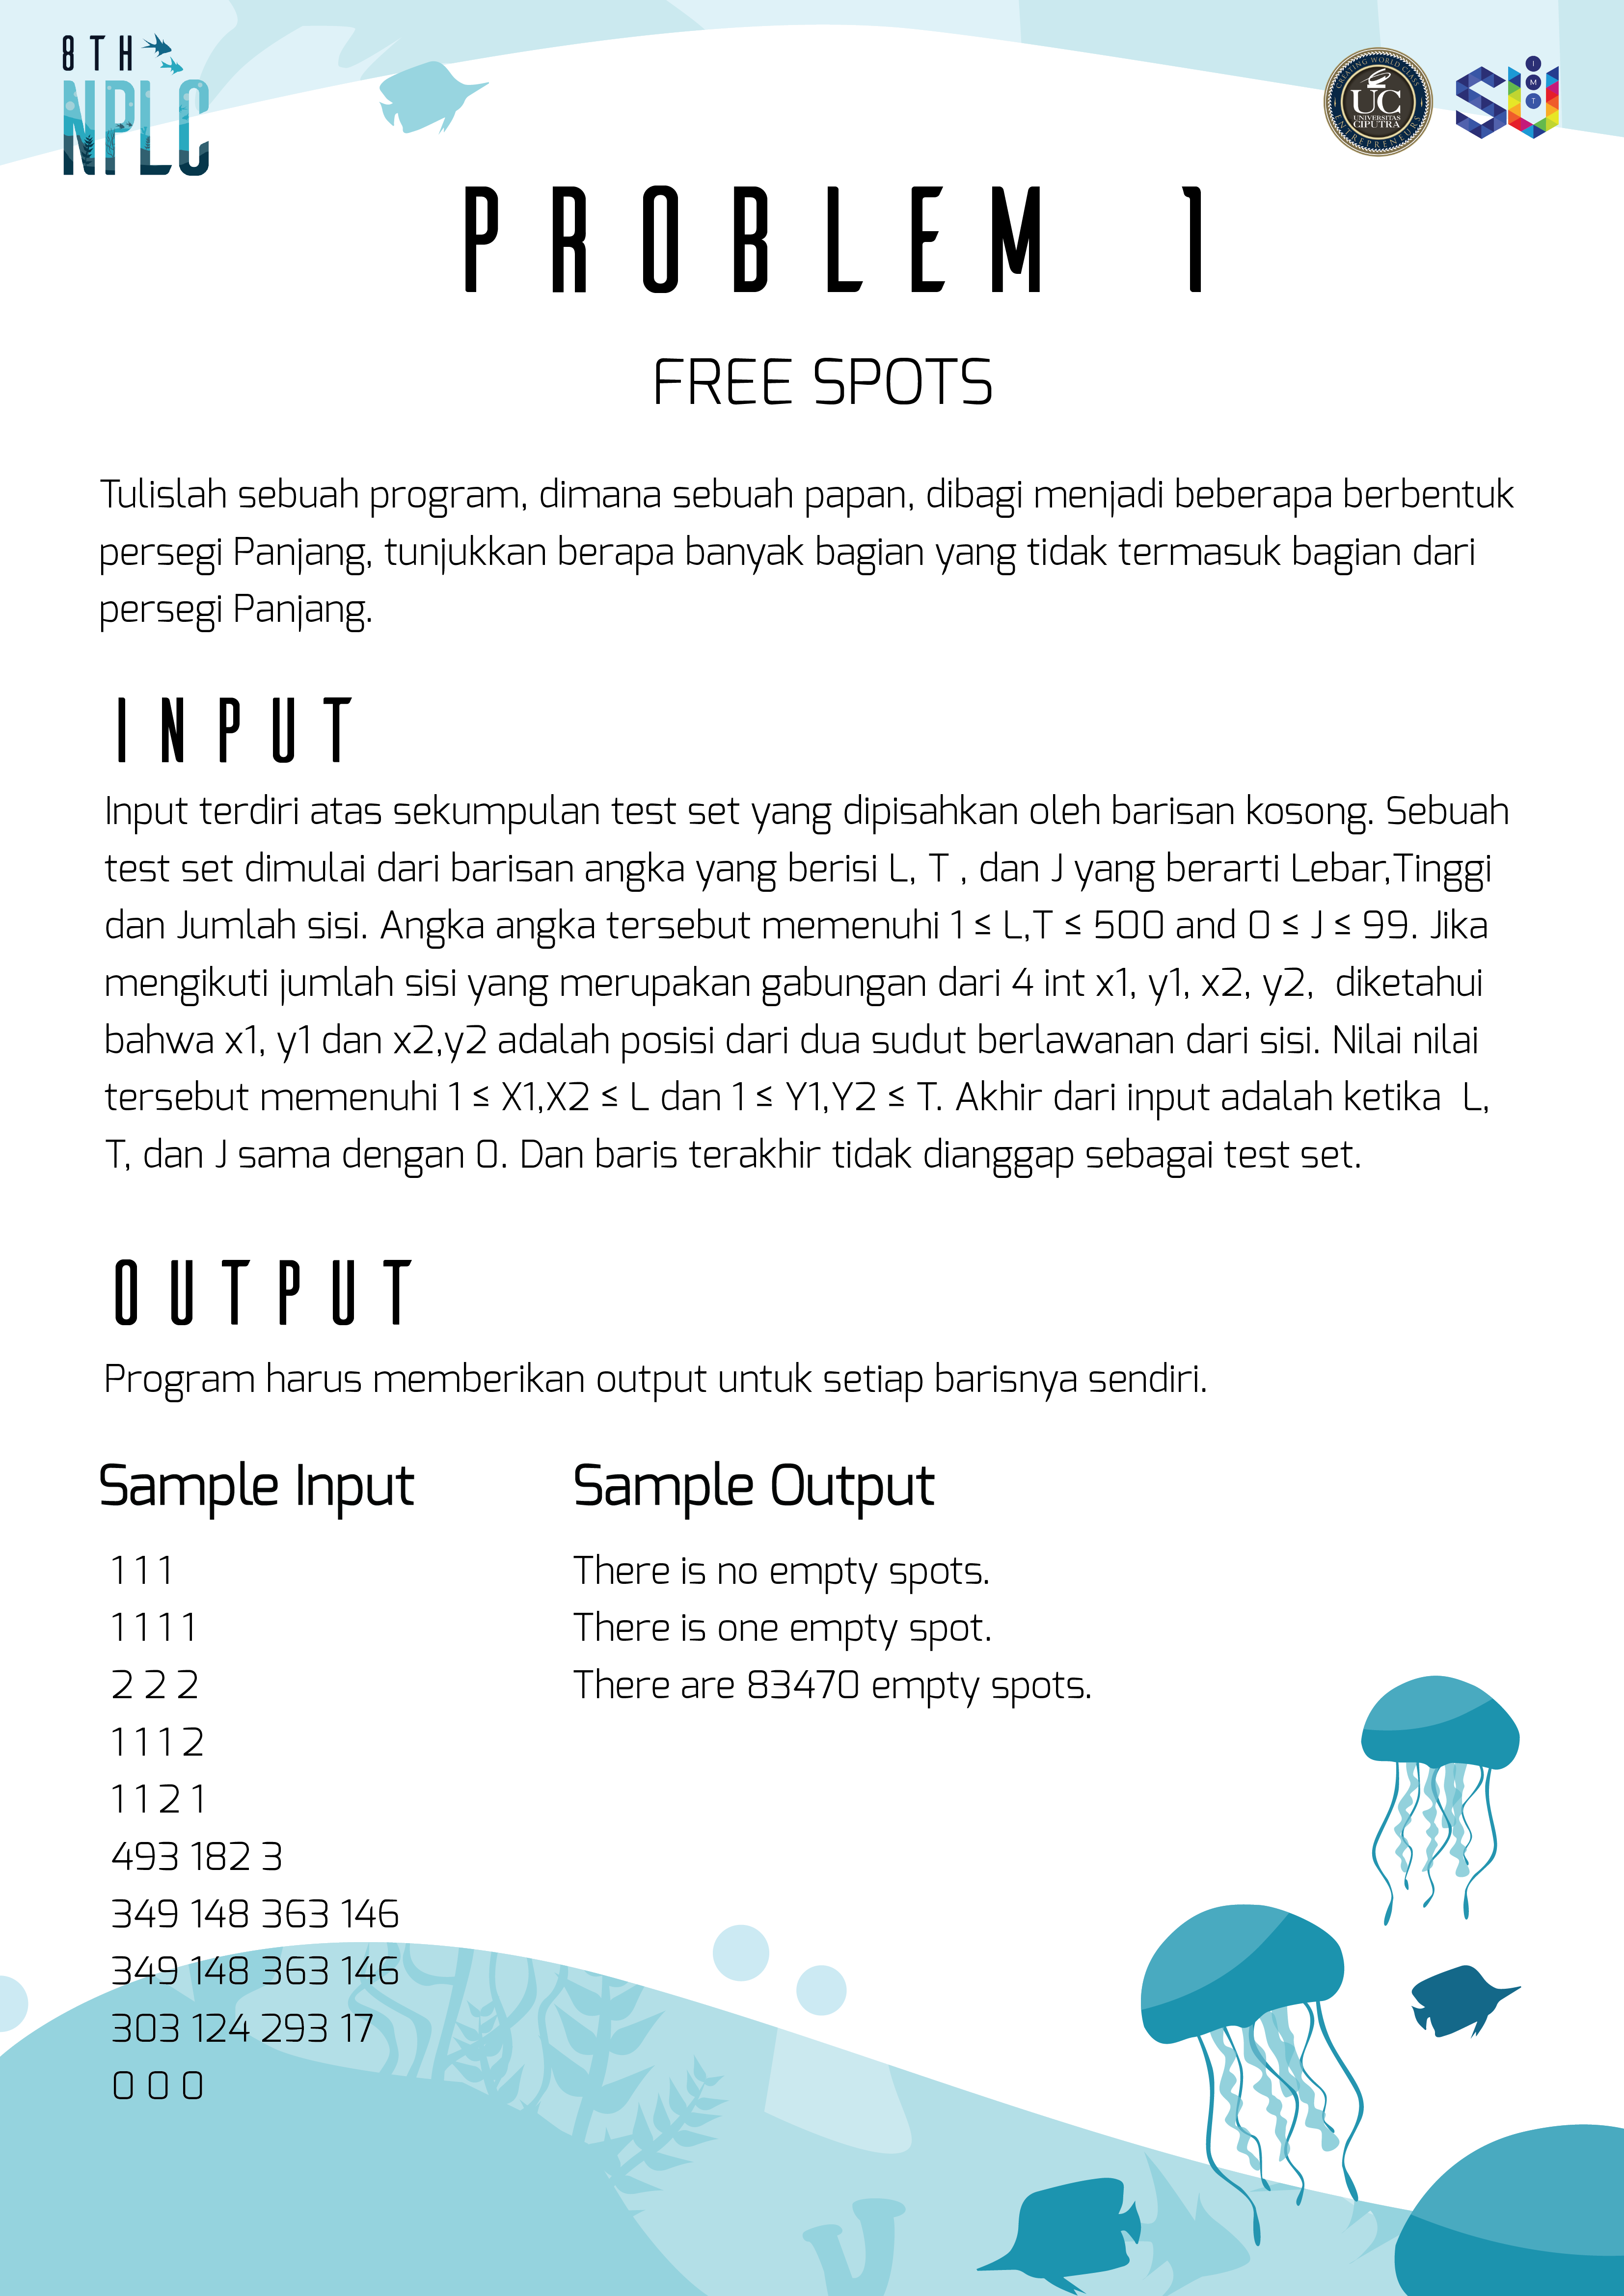 8TH
NPLC
CREATING WORLD CLASS
UC
UNIVERSITAS
CIPUTRA
ENTREPRENEURS
I
M
T
SU
PROBLEM 1
FREE SPOTS
Tulislah sebuah program, dimana sebuah papan, dibagi menjadi beberapa berbentuk
persegi Panjang, tunjukkan berapa banyak bagian yang tidak termasuk bagian dari
persegi Panjang.
INPUT
Input terdiri atas sekumpulan test set yang dipisahkan oleh barisan kosong. Sebuah
test set dimulai dari barisan angka yang berisi L, T , dan J yang berarti Lebar,Tinggi
dan Jumlah sisi. Angka angka tersebut memenuhi 1 ≤ L,T ≤ 500 and 0 ≤ J ≤ 99. Jika
mengikuti jumlah sisi yang merupakan gabungan dari 4 int x1, y1, x2, y2,  diketahui
bahwa x1, y1 dan x2,y2 adalah posisi dari dua sudut berlawanan dari sisi. Nilai nilai
tersebut memenuhi 1 ≤ X1,X2 ≤ L dan 1 ≤ Y1,Y2 ≤ T. Akhir dari input adalah ketika  L,
T, dan J sama dengan 0. Dan baris terakhir tidak dianggap sebagai test set.
OUTPUT
Program harus memberikan output untuk setiap barisnya sendiri.
Sample Input
1 1 1
1 1 1 1
2 2 2
1 1 1 2
1 1 2 1
493 182 3
349 148 363 146
349 148 363 146
303 124 293 17
0 0 0
Sample Output
There is no empty spots.
There is one empty spot.
There are 83470 empty spots.